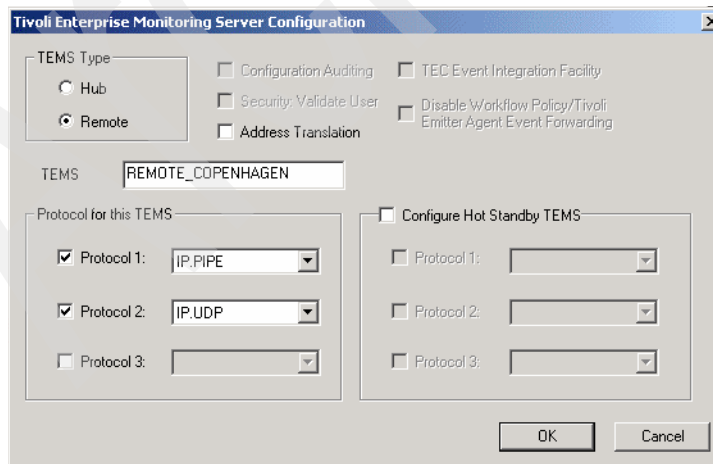 Tivoli Enterprise Monitoring Server Configuration
TEMS Type
Hub
Remote
Configuration Auditing
Security: Validate User
Address Translation
TEC Event Integration Facility
Disable Workflow Policy/Tivoli
Emitter Agent Event Forwarding
TEMS REMOTE_COPENHAGEN
Protocol for this TEMS
Protocol 1: IP.PIPE
Protocol 2: IP.UDP
Protocol 3:
Configure Hot Standby TEMS
Protocol 1:
Protocol 2:
Protocol 3:
OK Cancel